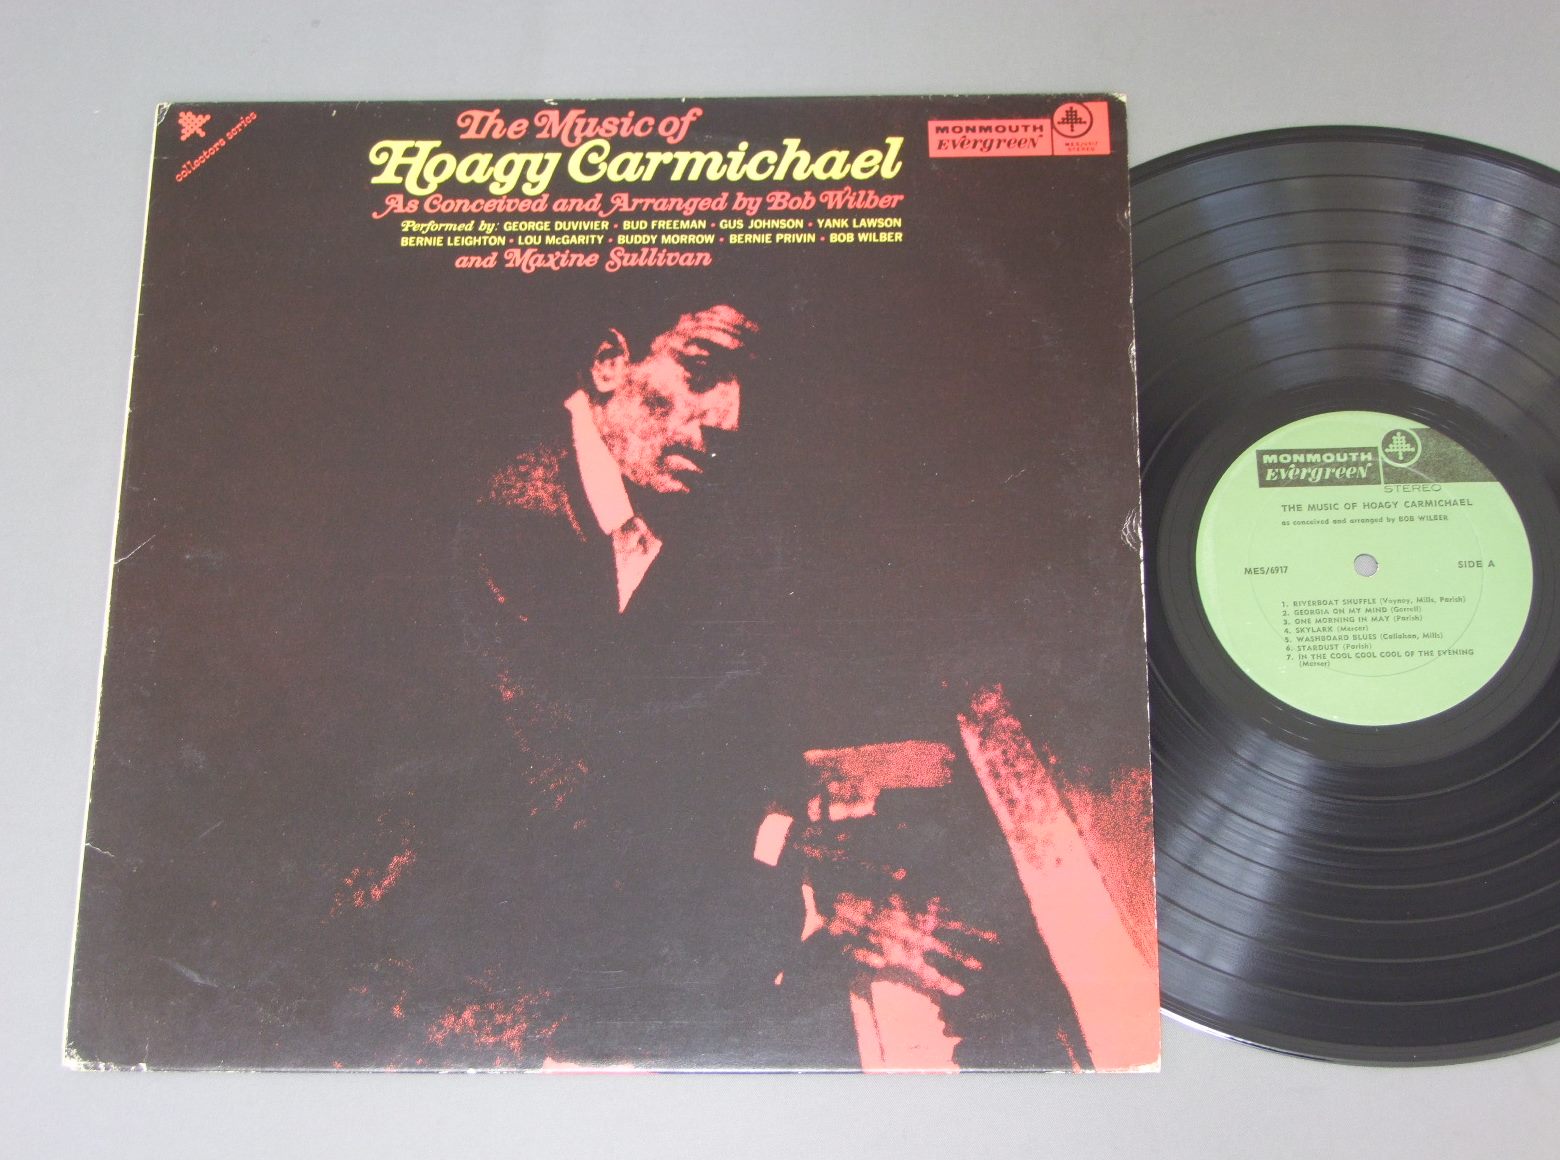 collectors series
The Music of
Hoagy Carmichael
As Conceived and Arranged by Bob Wilber
Performed by: GEORGE DUVIVIER • BUD FREEMAN • GUS JOHNSON • YANK LAWSON
BERNIE LEIGHTON • LOU McGARITY • BUDDY MORROW • BERNIE PRIVIN • BOB WILBER
and Maxine Sullivan
MONMOUTH
Evergreen
MES/6917
STEREO
MONMOUTH
Evergreen
STEREO
THE MUSIC OF HOAGY CARMICHAEL
as conceived and arranged by BOB WILBER
MES/6917
SIDE A
1. RIVERBOAT SHUFFLE (Voynoy, Mills, Parish)
2. GEORGIA ON MY MIND (Gorrell)
3. ONE MORNING IN MAY (Parish)
4. SKYLARK (Mercer)
5. WASHBOARD BLUES (Callahan, Mills)
6. STARDUST (Parish)
7. IN THE COOL COOL COOL OF THE EVENING
(Mercer)